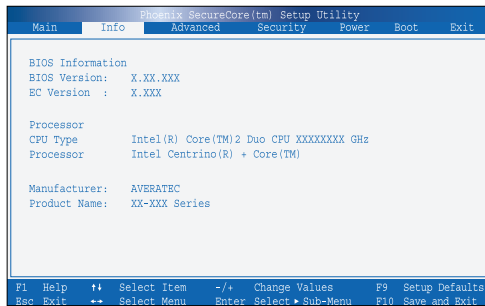 Phoenix SecureCore(tm) Setup Utility
Main Info Advanced Security Power Boot Exit
BIOS Information
BIOS Version: X.XX.XXX
EC Version : X.XXX
Processor
CPU Type Intel(R) Core(TM)2 Duo CPU XXXXXXXX GHz
Processor Intel Centrino(R) + Core(TM)
Manufacturer: AVERATEC
Product Name: XX-XXX Series
F1 Help ↑↓ Select Item -/+ Change Values F9 Setup Defaults
Esc Exit ←→ Select Menu Enter Select ▶ Sub-Menu F10 Save and Exit